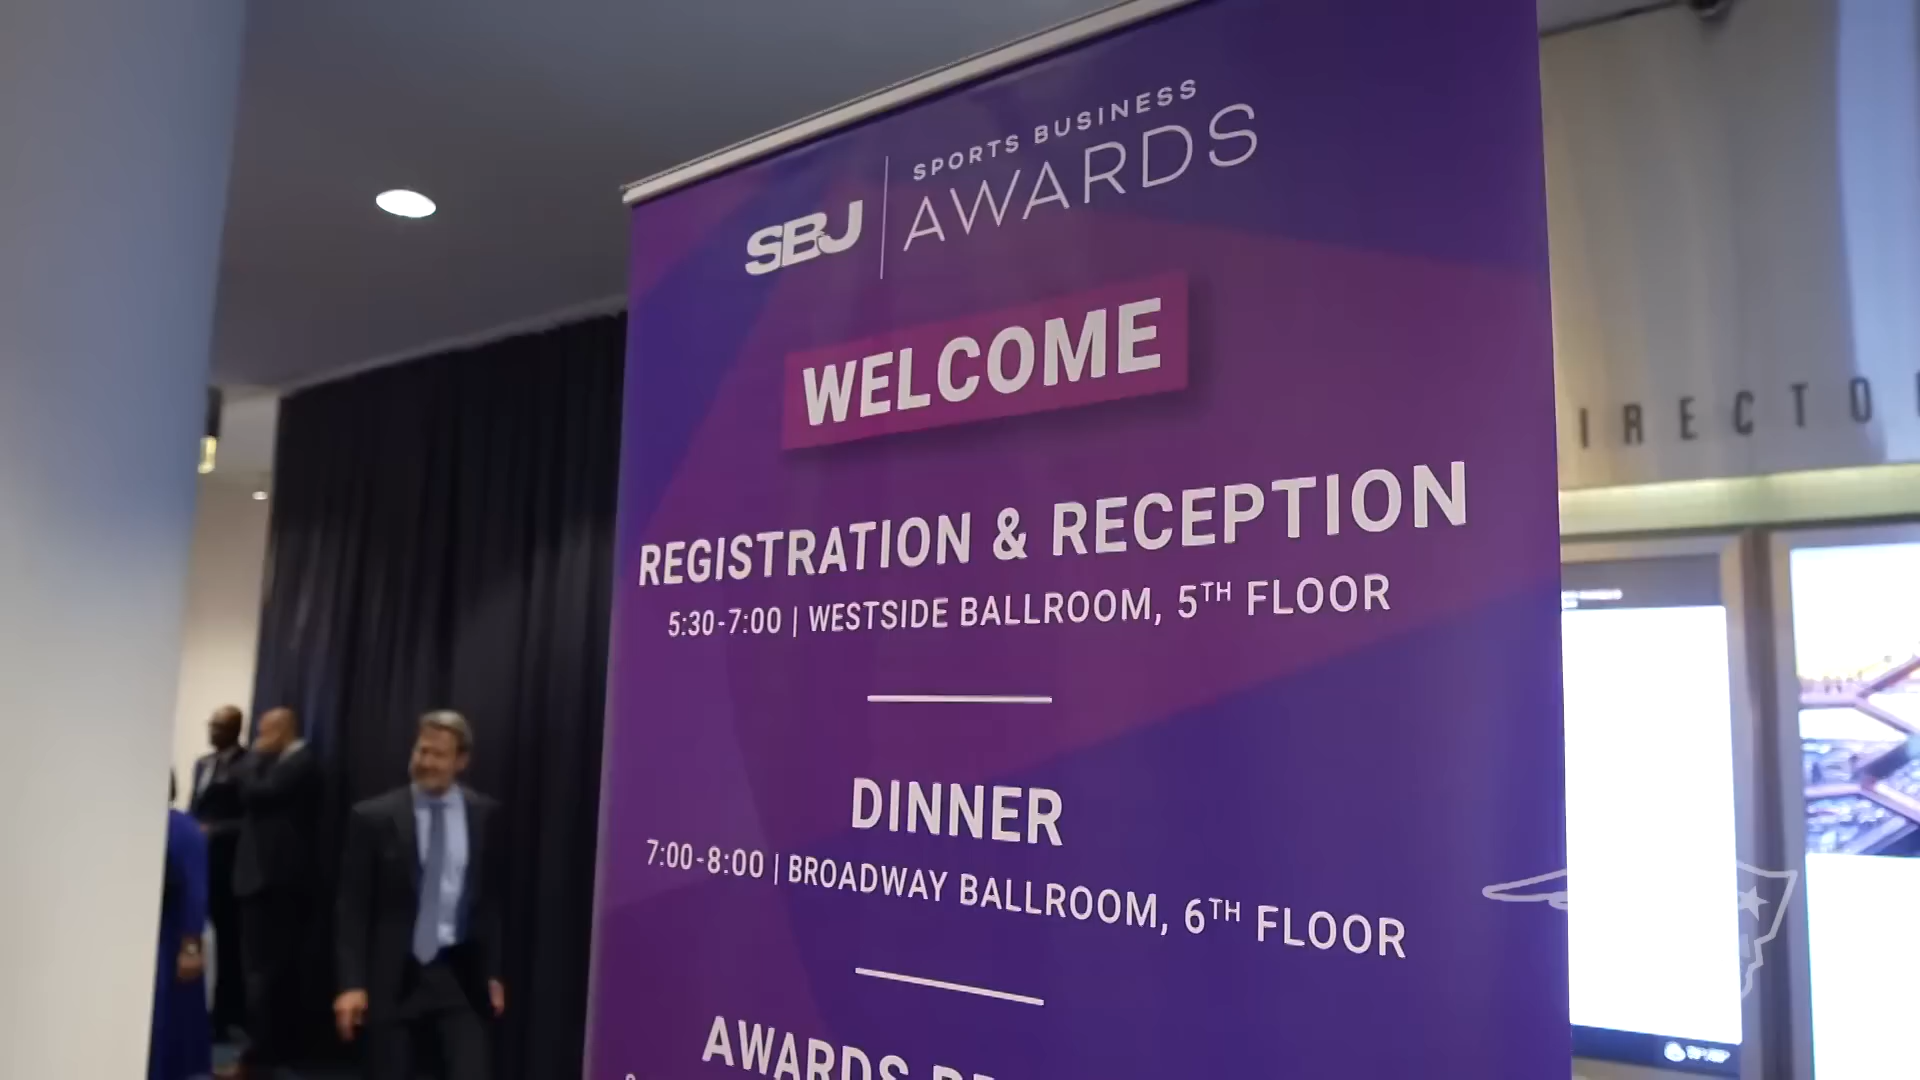 SBJ
SPORTS BUSINESS
AWARDS
WELCOME
REGISTRATION & RECEPTION
5:30-7:00 | WESTSIDE BALLROOM, 5TH FLOOR
DINNER
7:00-8:00 | BROADWAY BALLROOM, 6TH FLOOR
AWARDS
IRECTO